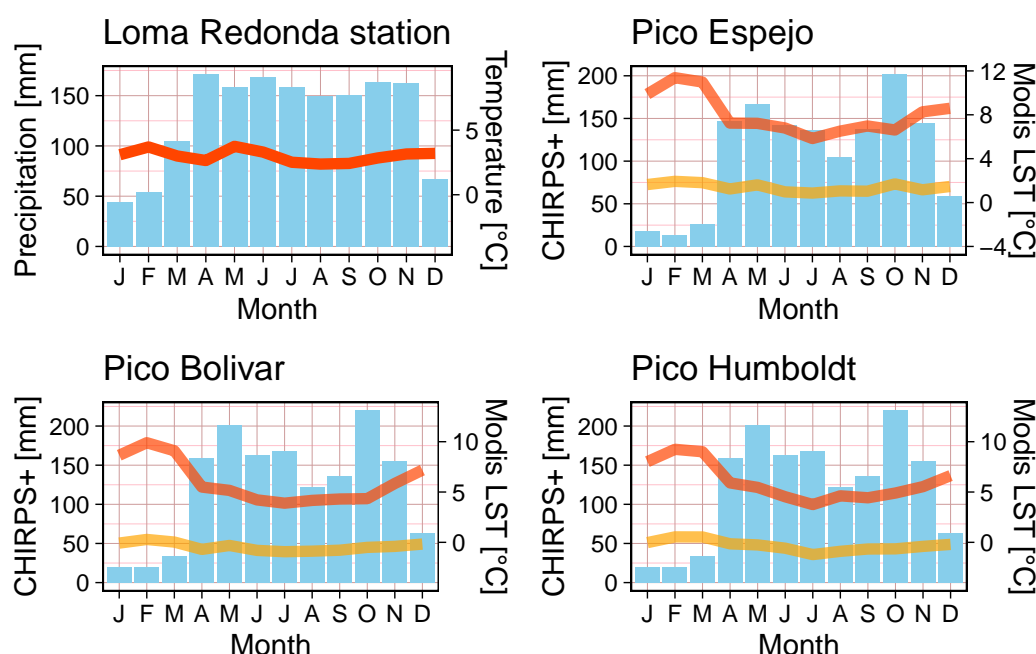 Loma Redonda station
Precipitation [mm]
150
100
50
0
5
0
Temperature [°C]
J F M A M J J A S O N D
Month
Pico Espejo
CHIRPS+ [mm]
200
150
100
50
0
12
8
4
0
−4
Modis LST [°C]
J F M A M J J A S O N D
Month
Pico Bolivar
CHIRPS+ [mm]
200
150
100
50
0
10
5
0
Modis LST [°C]
J F M A M J J A S O N D
Month
Pico Humboldt
CHIRPS+ [mm]
200
150
100
50
0
10
5
0
Modis LST [°C]
J F M A M J J A S O N D
Month